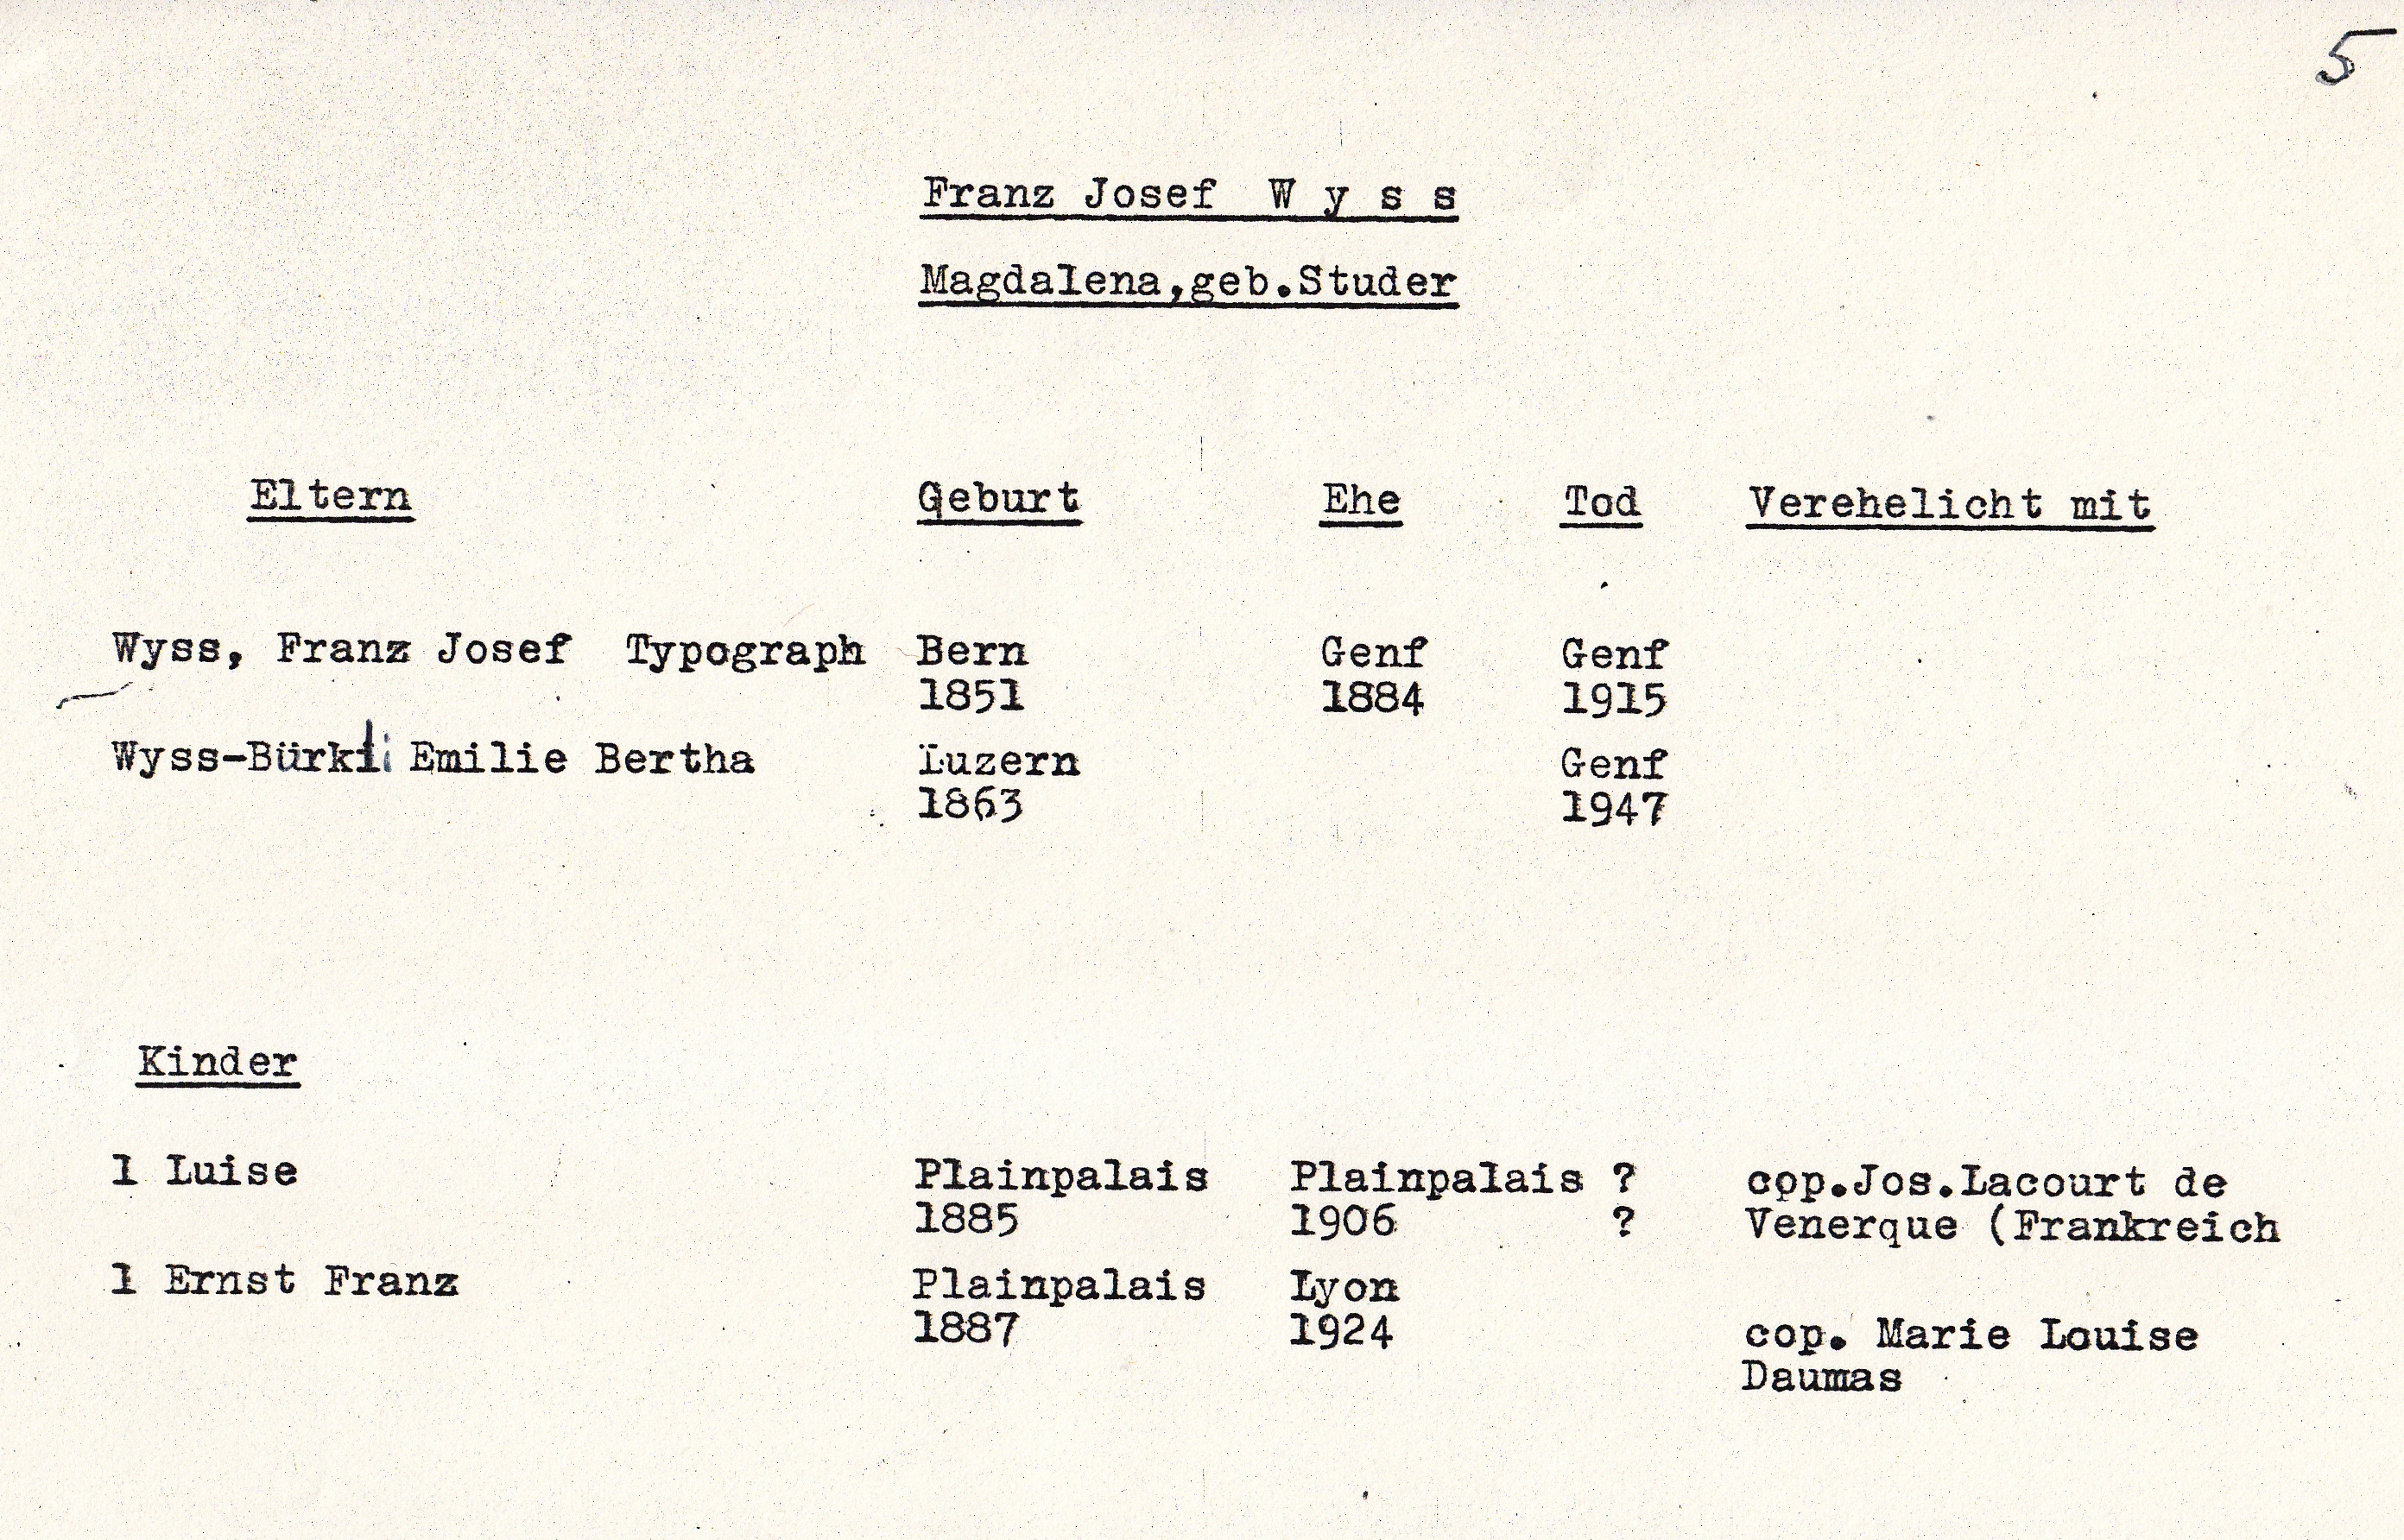 5
Franz Josef W y s s
Magdalena,geb.Studer
Eltern Geburt Ehe Tod Verehelicht mit
Wyss, Franz Josef Typograph Bern Genf Genf
1851 1884 1915
Wyss-Bürkli Emilie Bertha Luzern Genf
1863 1947
Kinder
1 Luise Plainpalais Plainpalais ? cop.Jos.Lacourt de
1885 1906 ? Venerque (Frankreich
1 Ernst Franz Plainpalais Lyon
1887 1924 cop. Marie Louise
Daumas